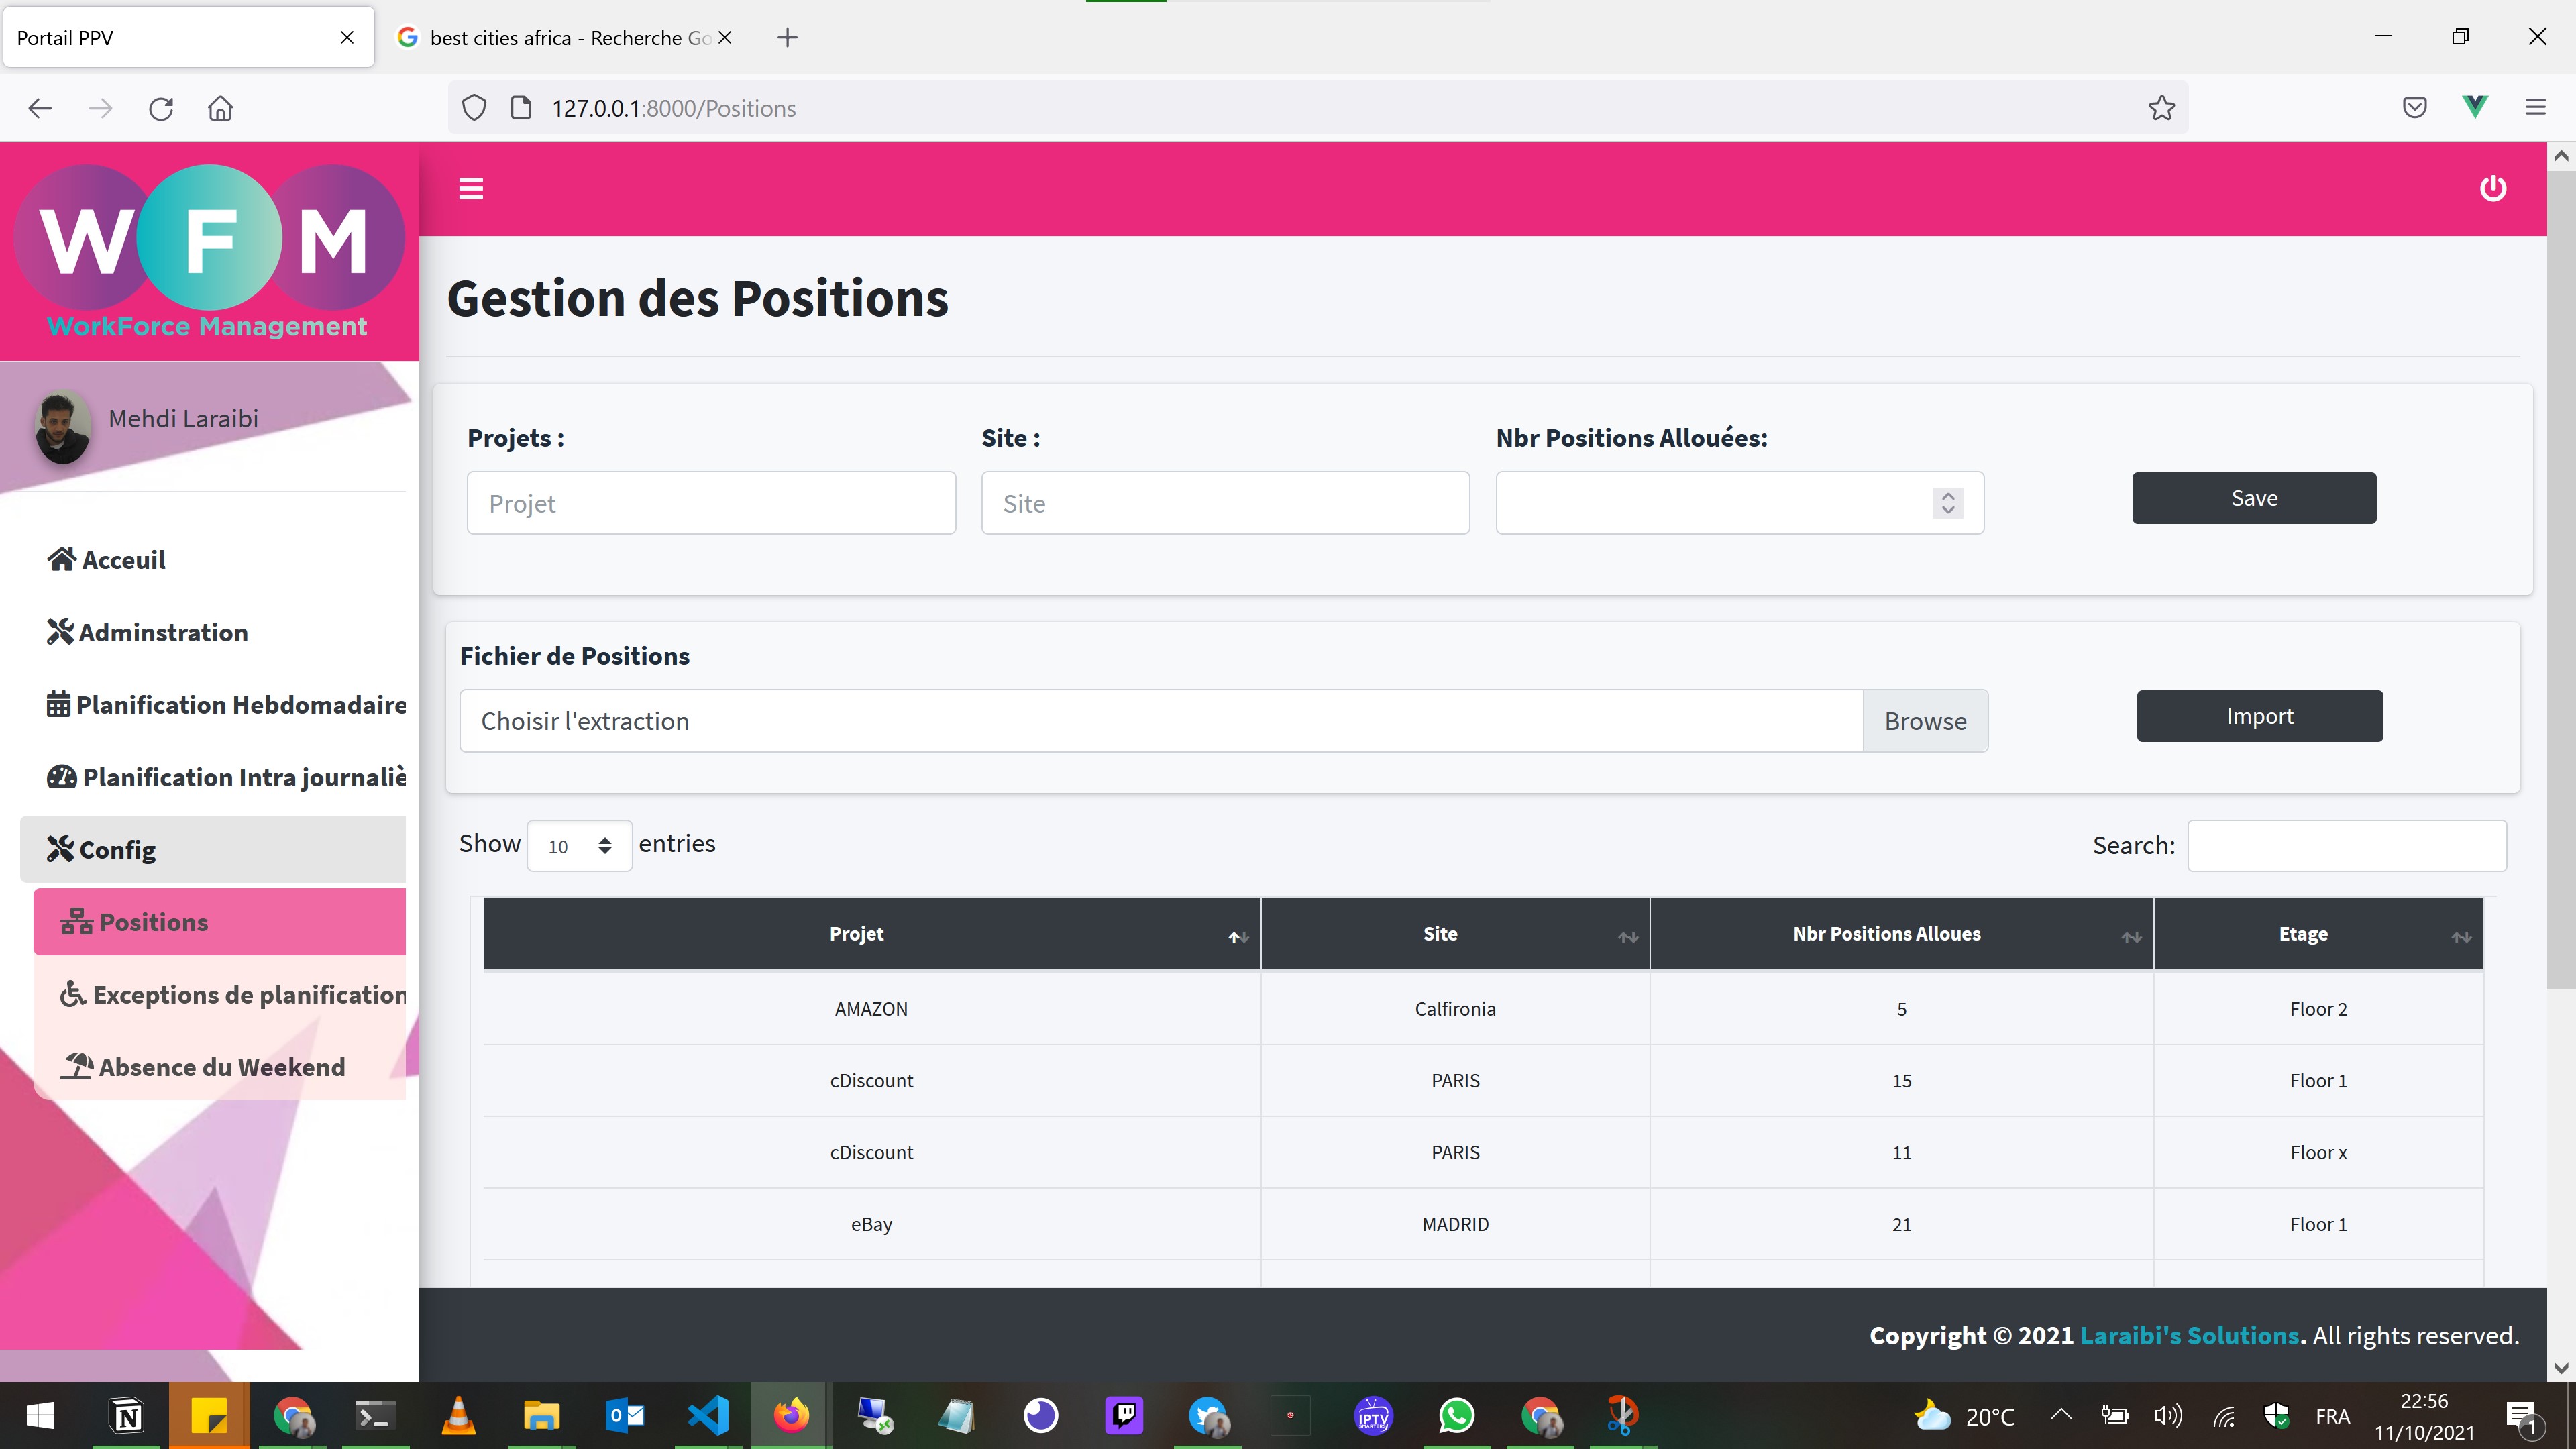 Portail PPV
best cities africa - Recherche Go
127.0.0.1:8000/Positions
W F M
WorkForce Management
Mehdi Laraibi
Acceuil
Adminstration
Planification Hebdomadaire
Planification Intra journaliè
Config
Positions
Exceptions de planification
Absence du Weekend
Gestion des Positions
Projets : Site : Nbr Positions Allouées:
Projet Site Save
Fichier de Positions
Choisir l'extraction Browse Import
Show 10 entries Search:
Projet Site Nbr Positions Alloues Etage
AMAZON Calfironia 5 Floor 2
cDiscount PARIS 15 Floor 1
cDiscount PARIS 11 Floor x
eBay MADRID 21 Floor 1
Copyright © 2021 Laraibi's Solutions. All rights reserved.
IPTV
SMARTERS
20°C
FRA
22:56
11/10/2021
1